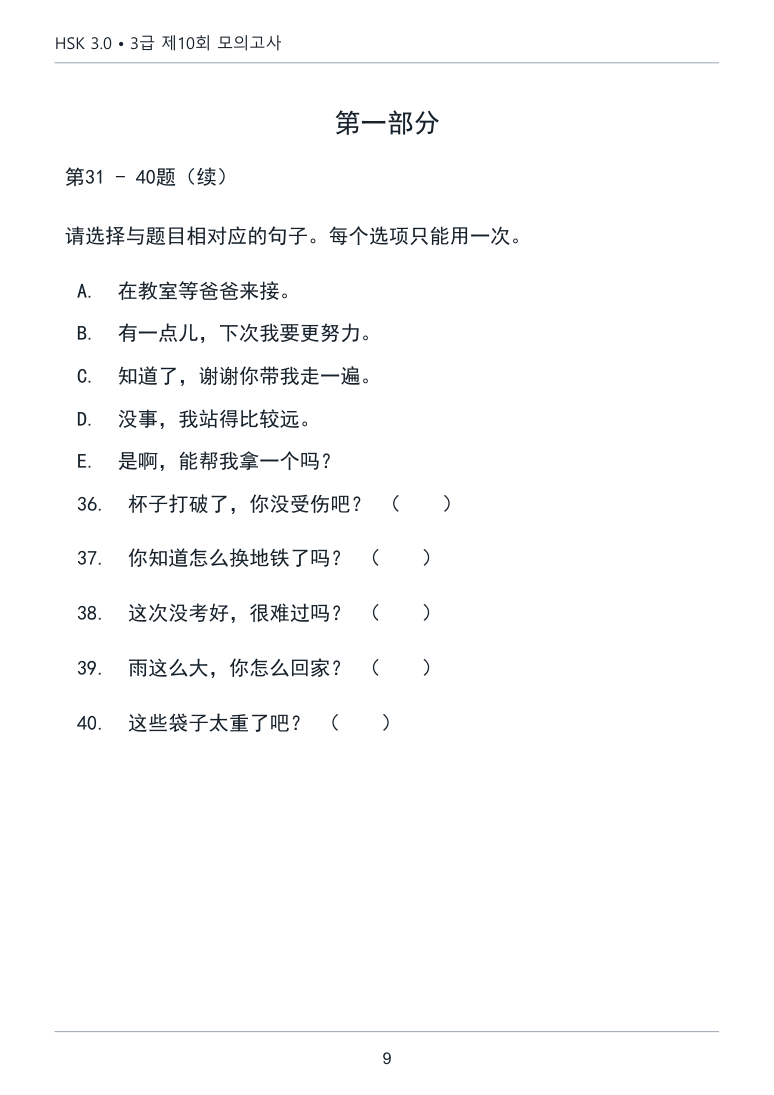 HSK 3.0 • 3급 제10회 모의고사
第一部分
第31 - 40题（续）
请选择与题目相对应的句子。每个选项只能用一次。
A. 在教室等爸爸来接。
B. 有一点儿，下次我要更努力。
C. 知道了，谢谢你带我走一遍。
D. 没事，我站得比较远。
E. 是啊，能帮我拿一个吗？
36. 杯子打破了，你没受伤吧？ （　　）
37. 你知道怎么换地铁了吗？ （　　）
38. 这次没考好，很难过吗？ （　　）
39. 雨这么大，你怎么回家？ （　　）
40. 这些袋子太重了吧？ （　　）
9